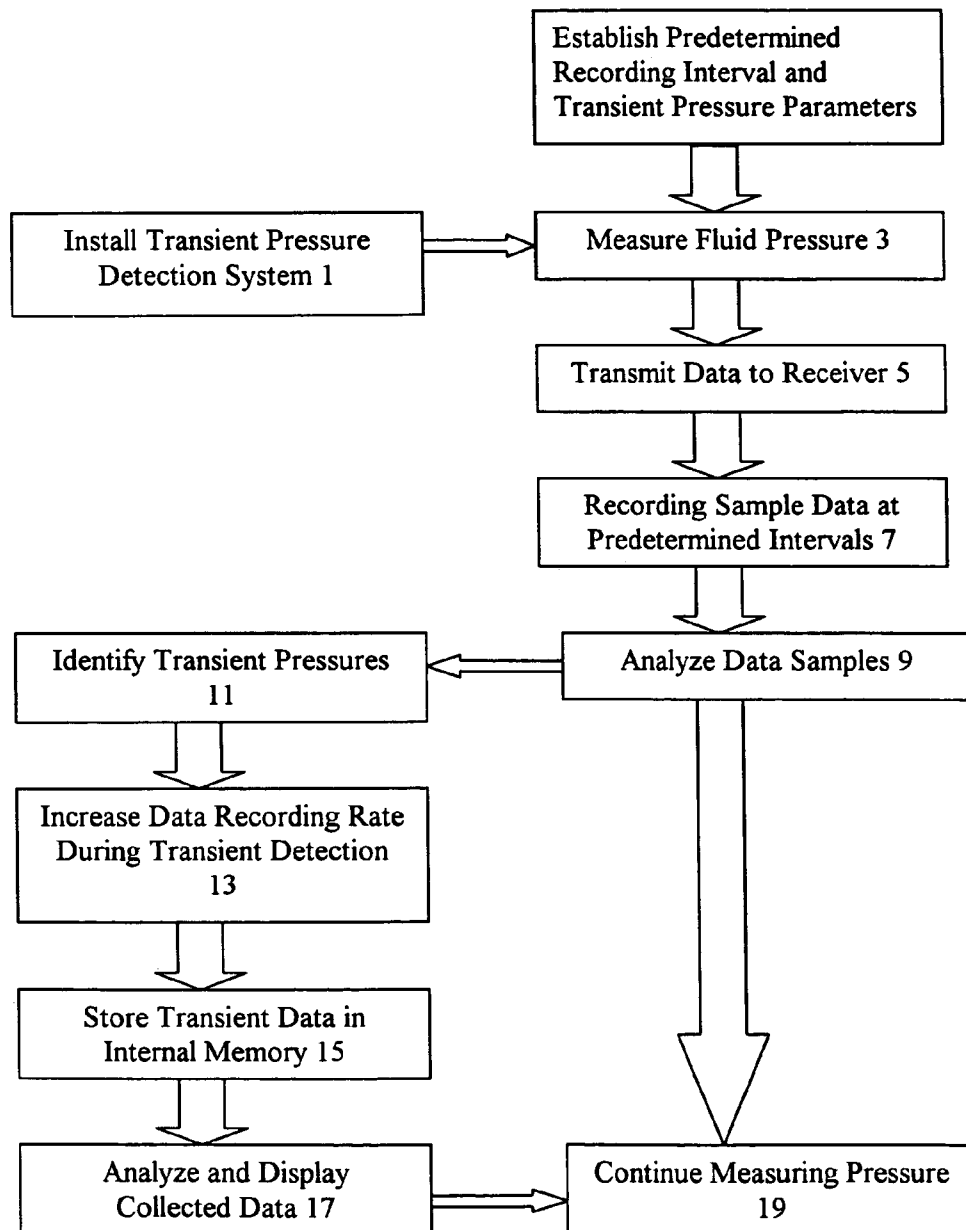 Establish Predetermined
Recording Interval and
Transient Pressure Parameters
Install Transient Pressure
Detection System 1
Measure Fluid Pressure 3
Transmit Data to Receiver 5
Recording Sample Data at
Predetermined Intervals 7
Analyze Data Samples 9
Identify Transient Pressures
11
Increase Data Recording Rate
During Transient Detection
13
Store Transient Data in
Internal Memory 15
Analyze and Display
Collected Data 17
Continue Measuring Pressure
19